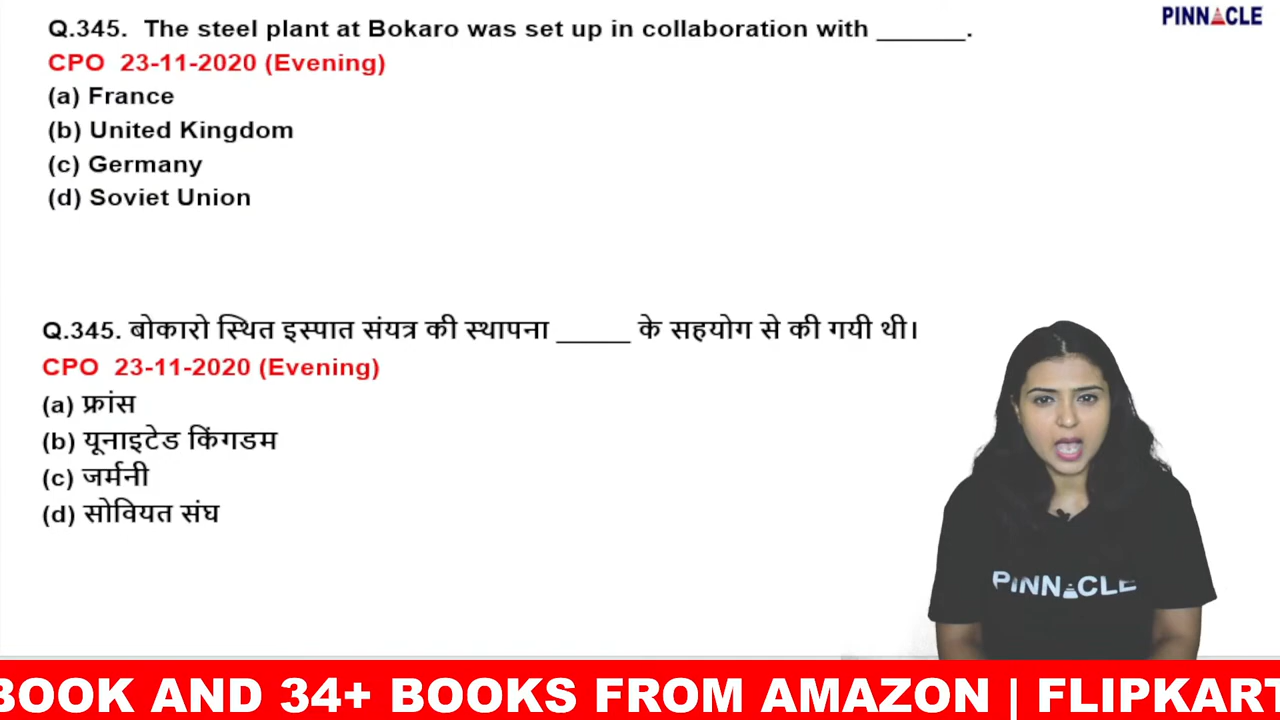 PINNACLE
Q.345. The steel plant at Bokaro was set up in collaboration with ______.
CPO 23-11-2020 (Evening)
(a) France
(b) United Kingdom
(c) Germany
(d) Soviet Union
Q.345. बोकारो स्थित इस्पात संयत्र की स्थापना _____ के सहयोग से की गयी थी।
CPO 23-11-2020 (Evening)
(a) फ्रांस
(b) यूनाइटेड किंगडम
(c) जर्मनी
(d) सोवियत संघ
PINNACLE
BOOK AND 34+ BOOKS FROM AMAZON | FLIPKART